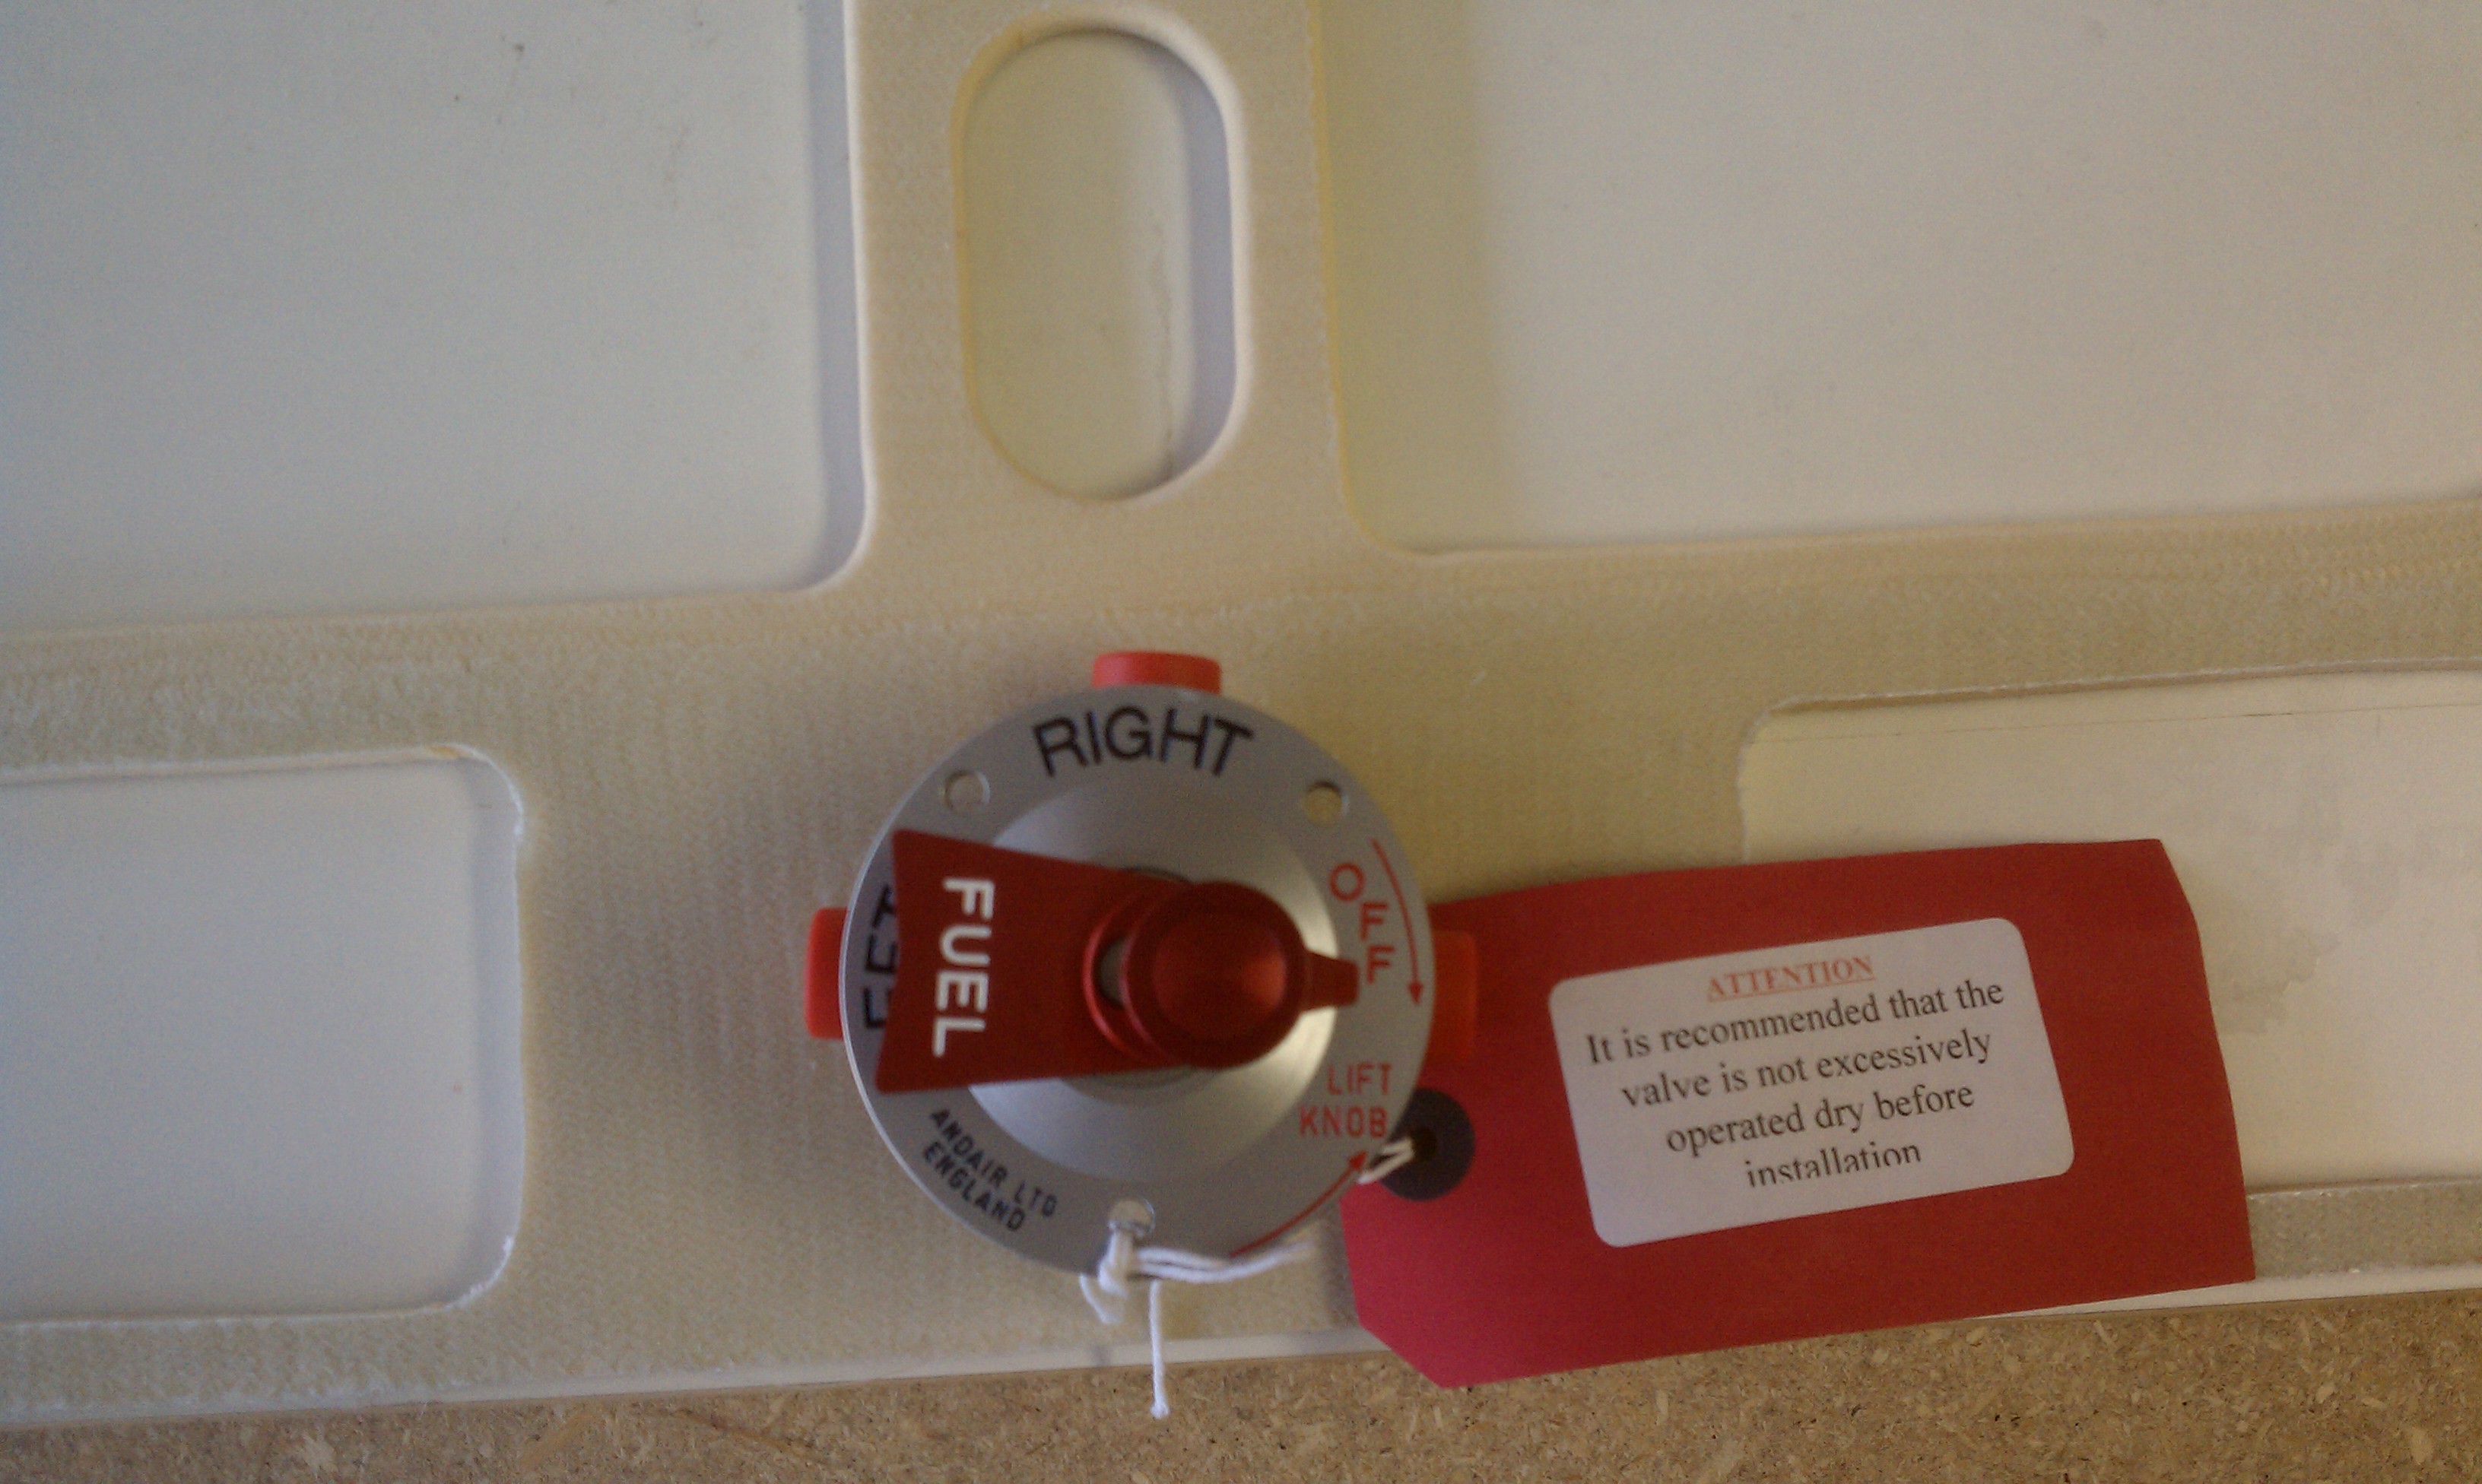 RIGHT
OFF
FUEL
LIFT
KNOB
ANDAIR LTD
ENGLAND
ATTENTION
It is recommended that the
valve is not excessively
operated dry before
installation